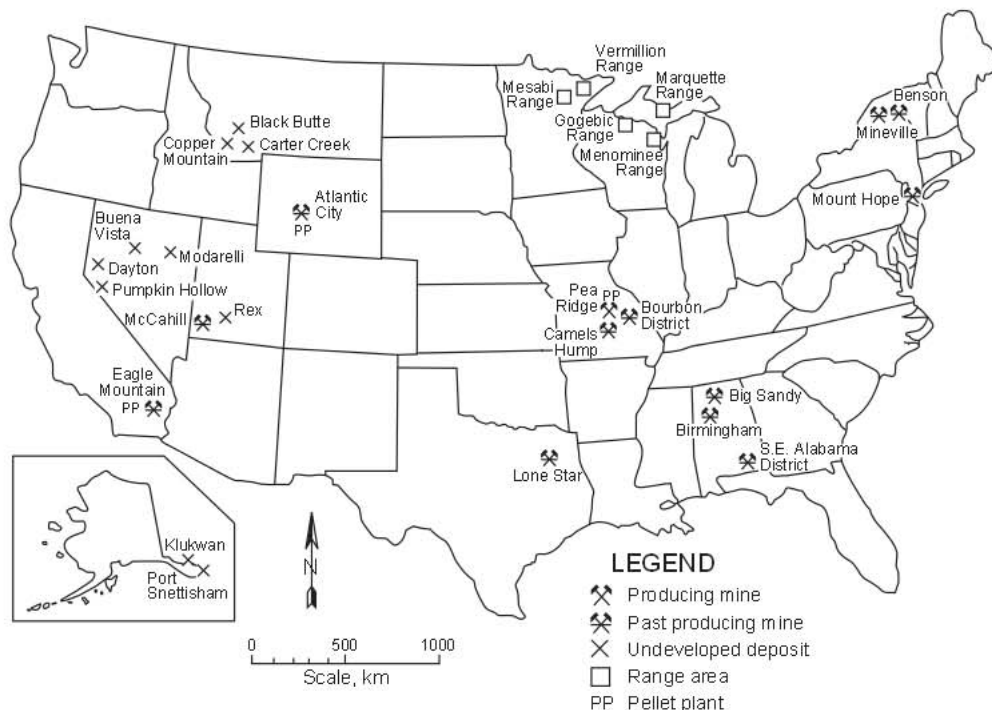 Vermillion
Range
Mesabi
Range
Marquette
Range
Gogebic
Range
Menominee
Range
Benson
Mineville
Mount Hope
Black Butte
Copper
Mountain
Carter Creek
Atlantic
City
PP
Buena
Vista
Modarelli
Dayton
Pumpkin Hollow
McCahill
Rex
Pea
Ridge
PP
Bourbon
District
Camels
Hump
Eagle
Mountain
PP
Big Sandy
Birmingham
S.E. Alabama
District
Lone Star
Klukwan
Port
Snettisham
N
0 500 1000
Scale, km
LEGEND
Producing mine
Past producing mine
Undeveloped deposit
Range area
PP Pellet plant